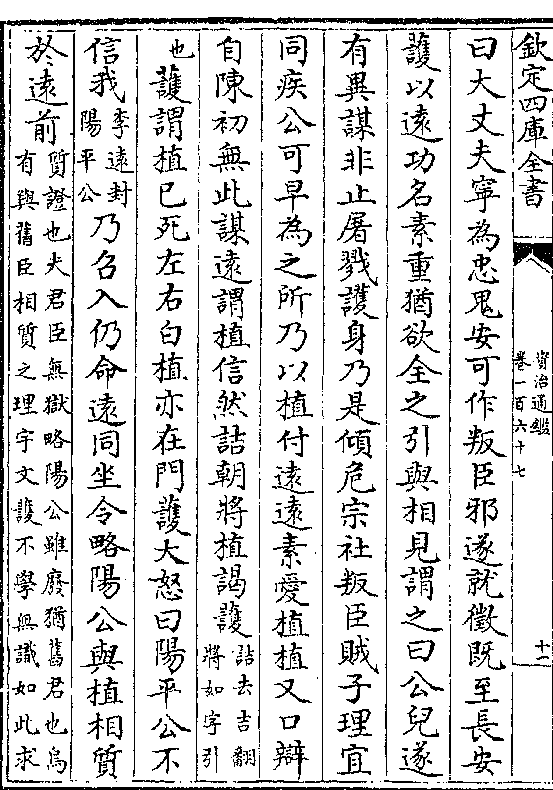 欽定四庫全書
資治通鑑
卷一百六十七
十一
曰大丈夫寧為忠鬼安可作叛臣邪遂就徵既至長安
護以遠功名素重猶欲全之引與相見謂之曰公兒遂
有異謀非止屠戮護身乃是傾危宗社叛臣賊子理宜
同疾公可早為之所乃以植付遠遠素愛植植又口辯
自陳初無此謀遠謂植信然詰朝將植謁護詰去吉翻
將如字引
也護謂植已死左右白植亦在門護大怒曰陽平公不
信我李遠封
陽平公乃召入仍命遠同坐令略陽公與植相質
於遠前質證也夫君臣無獄略陽公雖廢猶舊君也烏
有與舊臣相質之理宇文護不學無識如此求